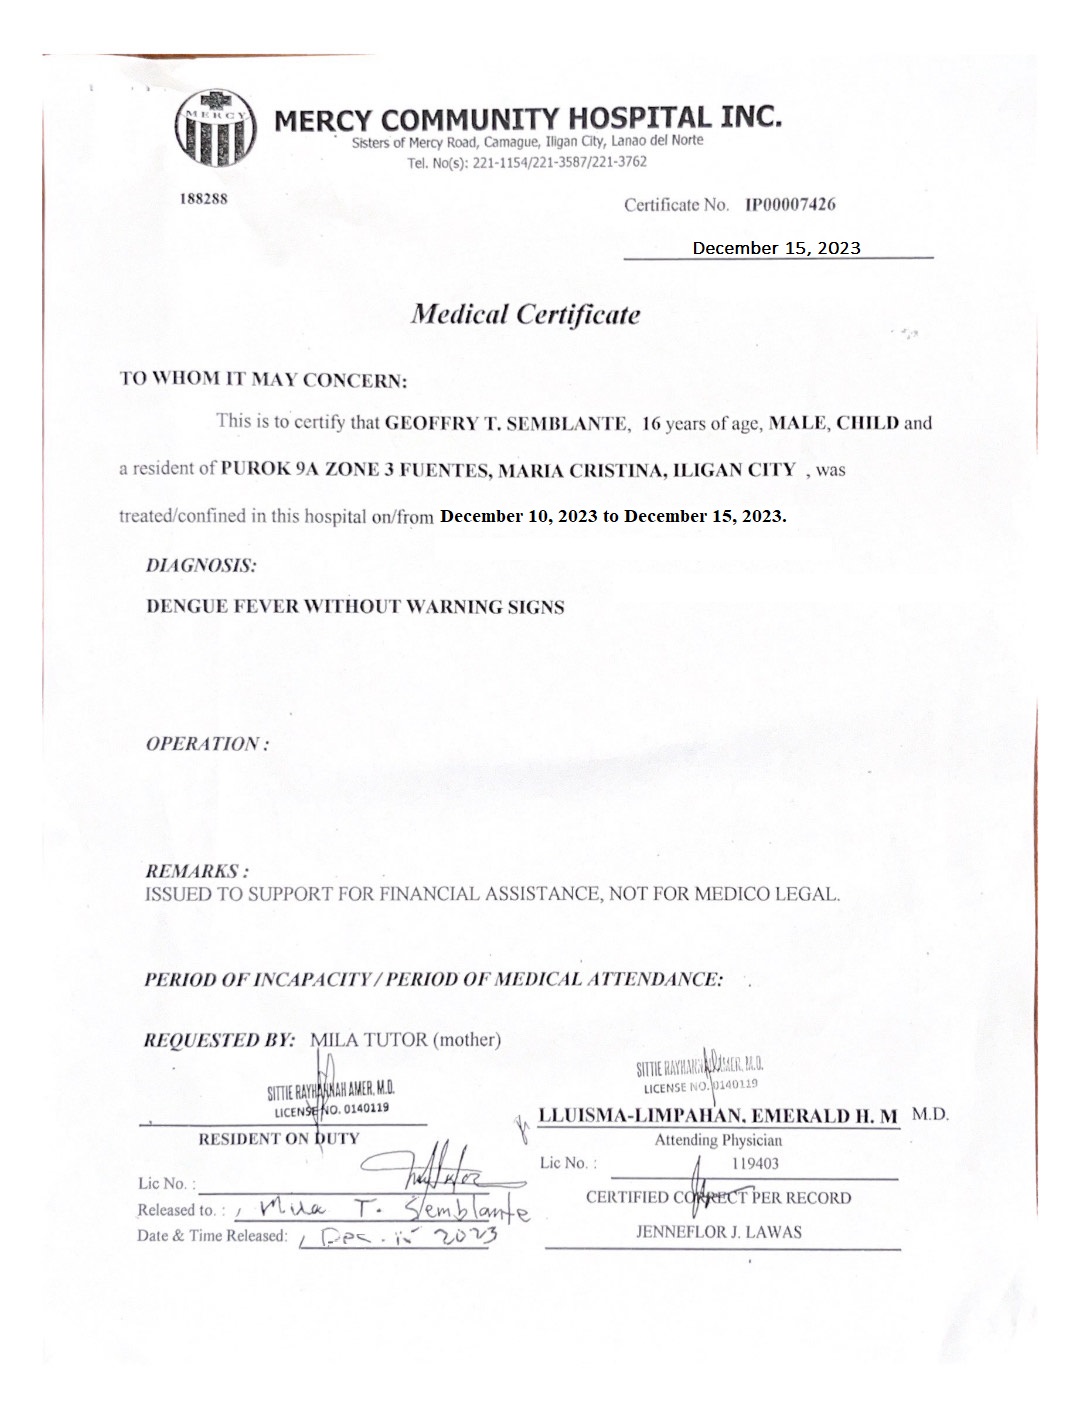 MERCY
MERCY COMMUNITY HOSPITAL INC.
Sisters of Mercy Road, Camague, Iligan City, Lanao del Norte
Tel. No(s): 221-1154/221-3587/221-3762
188288
Certificate No. IP00007426
December 15, 2023
Medical Certificate
TO WHOM IT MAY CONCERN:
This is to certify that GEOFFRY T. SEMBLANTE, 16 years of age, MALE, CHILD and
a resident of PUROK 9A ZONE 3 FUENTES, MARIA CRISTINA, ILIGAN CITY , was
treated/confined in this hospital on/from December 10, 2023 to December 15, 2023.
DIAGNOSIS:
DENGUE FEVER WITHOUT WARNING SIGNS
OPERATION :
REMARKS :
ISSUED TO SUPPORT FOR FINANCIAL ASSISTANCE, NOT FOR MEDICO LEGAL.
PERIOD OF INCAPACITY / PERIOD OF MEDICAL ATTENDANCE:
REQUESTED BY: MILA TUTOR (mother)
SITTIE RAYHANNAH AMER, M.D.
LICENSE NO. 0140119
RESIDENT ON DUTY
Lic No. :
Released to. : Mila T. Semblante
Date & Time Released: Dec. 15 2023
SITTIE RAYHANNAH AMER, M.D.
LICENSE NO. 0140119
LLUISMA-LIMPAHAN, EMERALD H. M M.D.
Attending Physician
Lic No. : 119403
CERTIFIED CORRECT PER RECORD
JENNEFLOR J. LAWAS